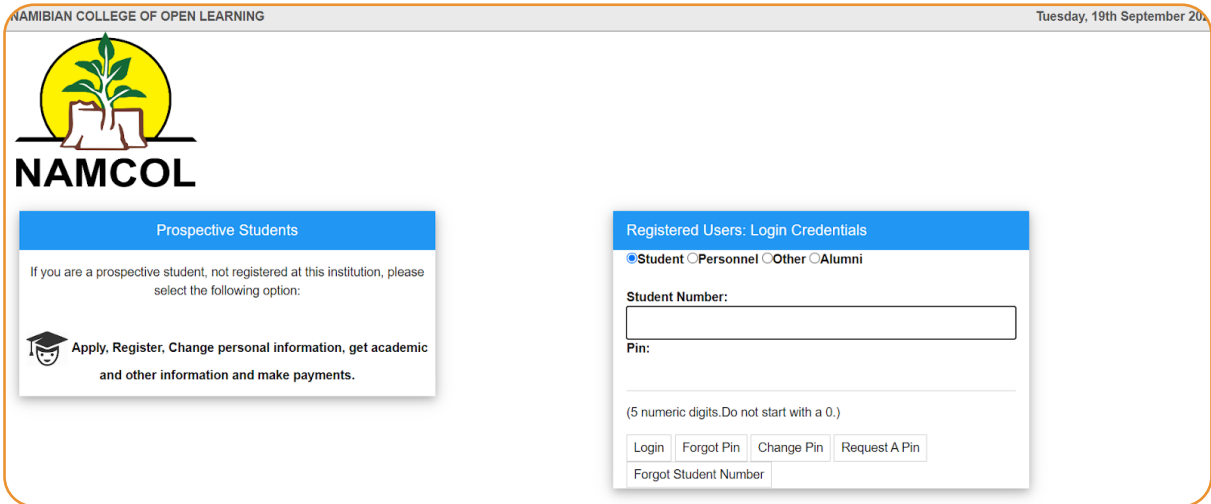 NAMIBIAN COLLEGE OF OPEN LEARNING
Tuesday, 19th September
NAMCOL
Prospective Students
If you are a prospective student, not registered at this institution, please
select the following option:
Apply, Register, Change personal information, get academic
and other information and make payments.
Registered Users: Login Credentials
Student Personnel Other Alumni
Student Number:
Pin:
(5 numeric digits.Do not start with a 0.)
Login Forgot Pin Change Pin Request A Pin
Forgot Student Number